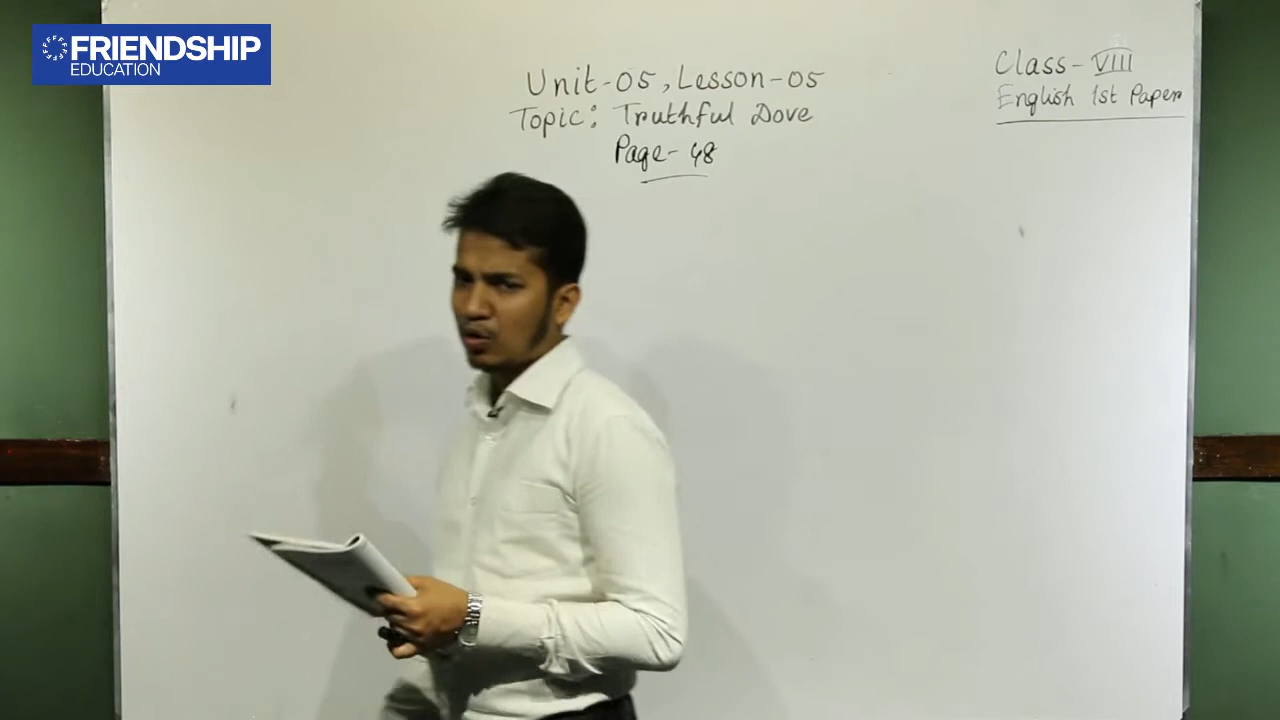 FRIENDSHIP
EDUCATION
Unit-05, Lesson-05
Topic: Truthful Dove
Page-48
Class-VIII
English 1st Paper